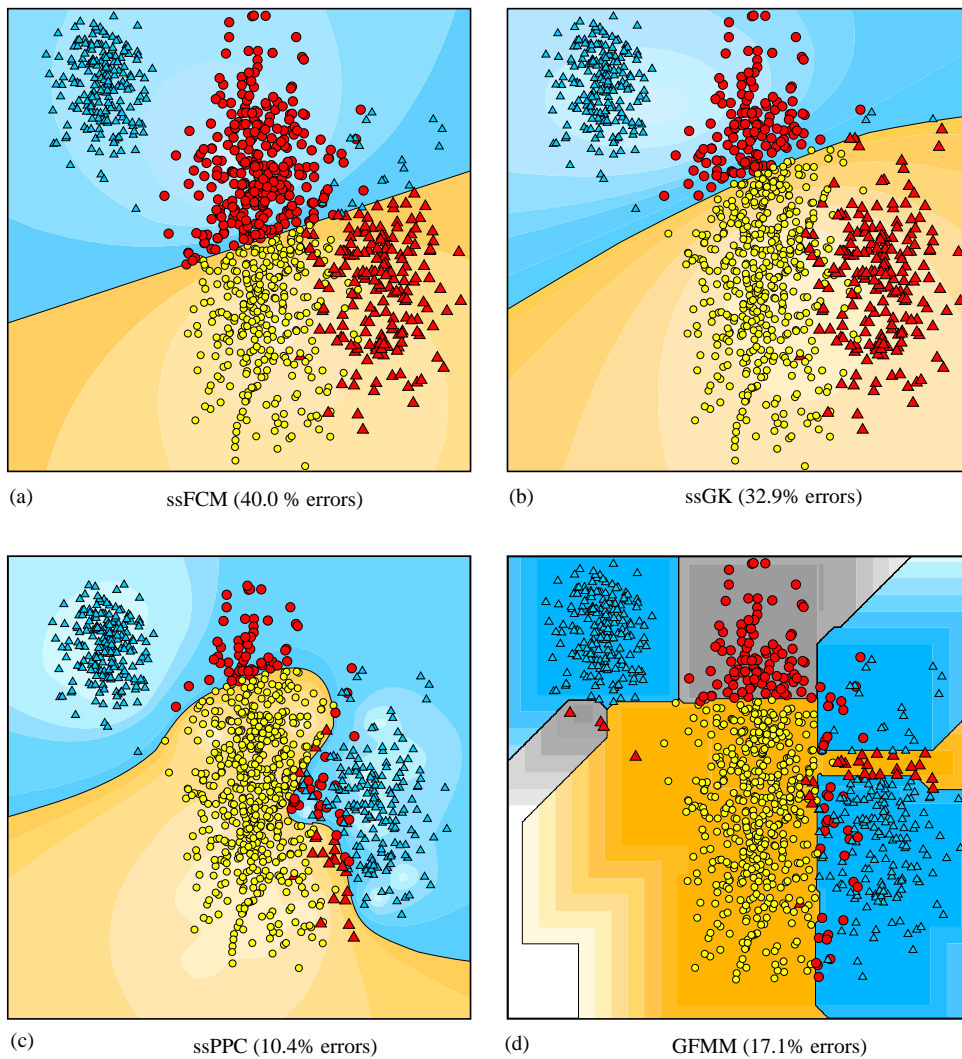 (a) ssFCM (40.0 % errors)
(b) ssGK (32.9% errors)
(c) ssPPC (10.4% errors)
(d) GFMM (17.1% errors)